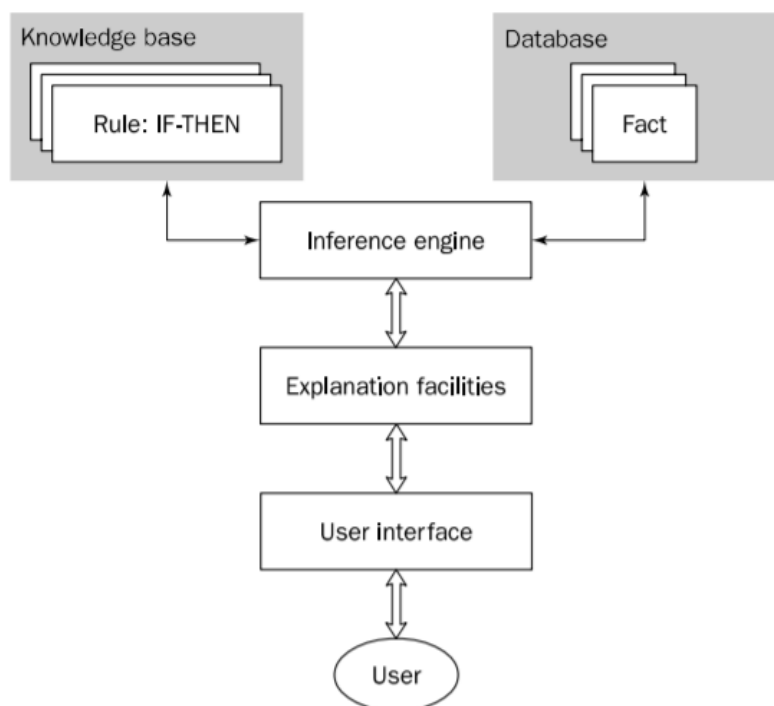 Knowledge base
Rule: IF-THEN
Database
Fact
Inference engine
Explanation facilities
User interface
User